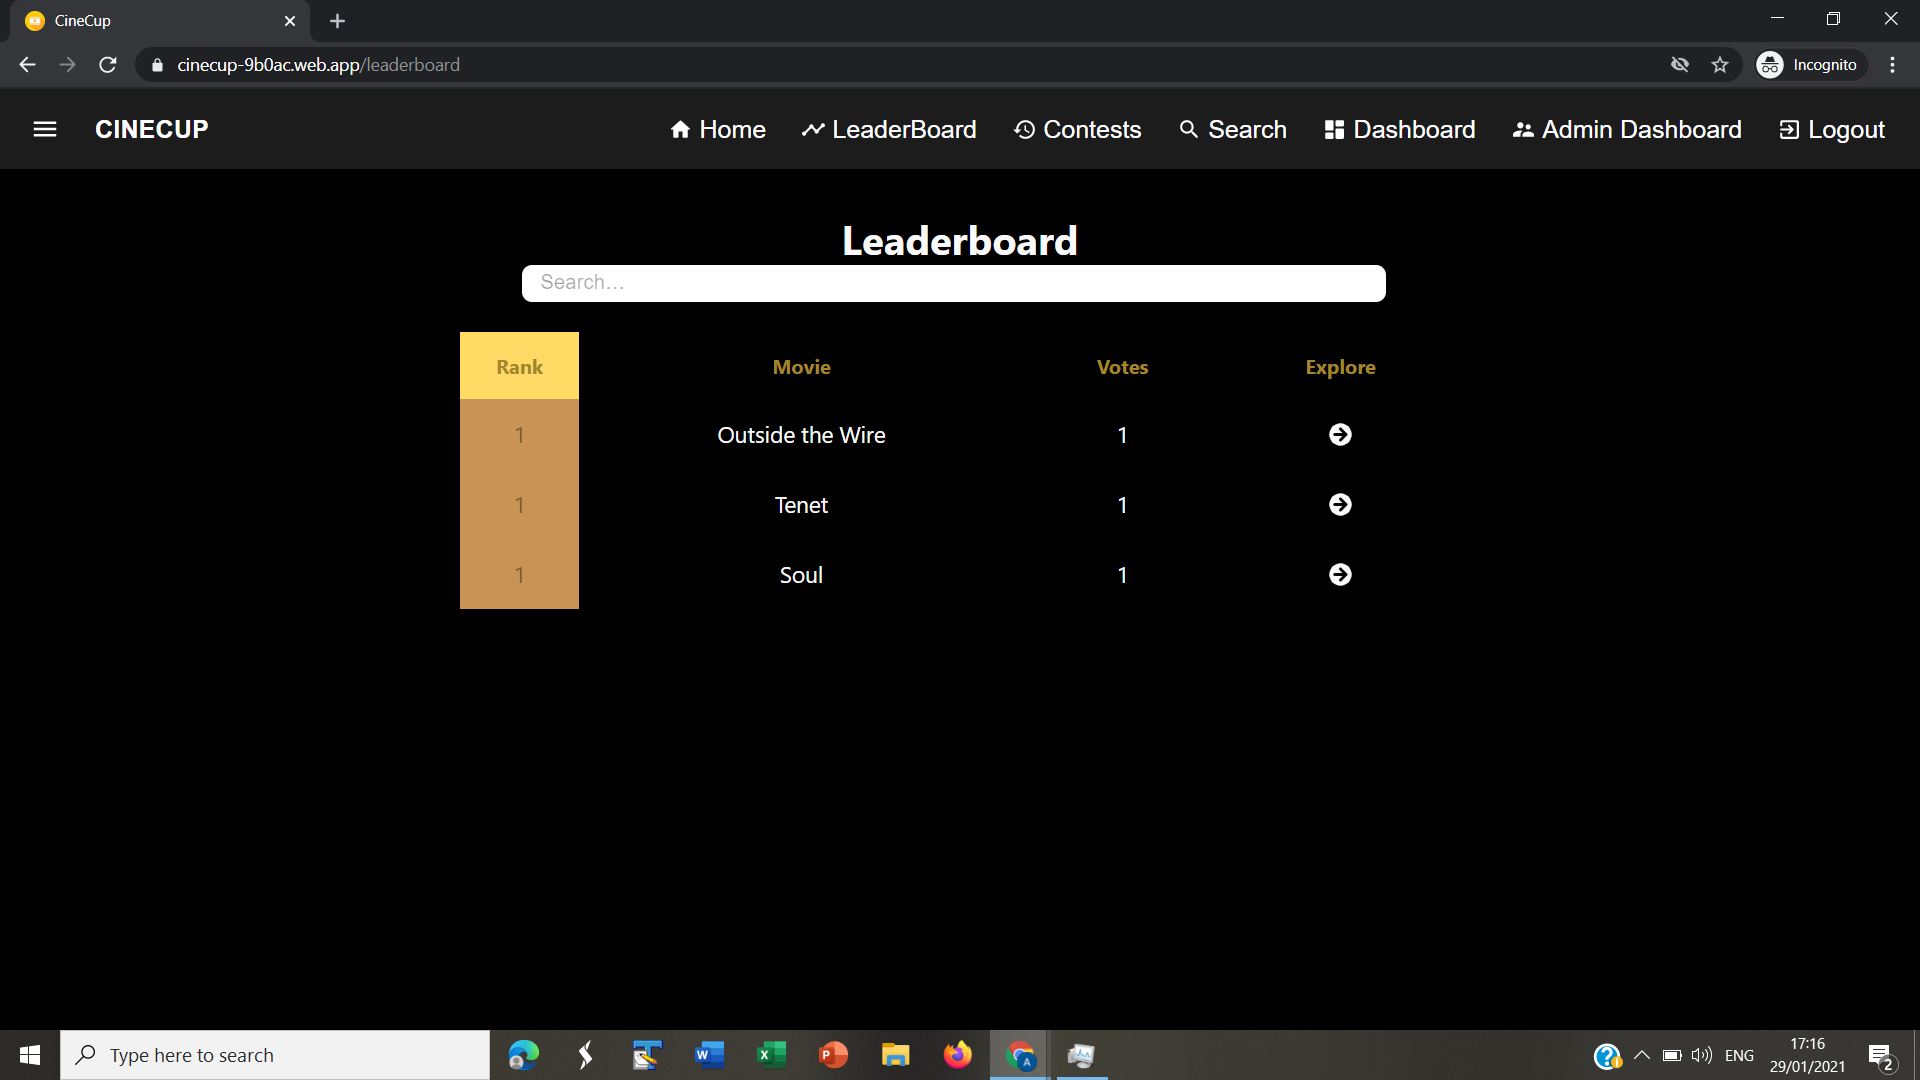 CineCup
cinecup-9b0ac.web.app/leaderboard
Incognito
CINECUP
Home
LeaderBoard
Contests
Search
Dashboard
Admin Dashboard
Logout
Leaderboard
Search...
Rank Movie Votes Explore
1 Outside the Wire 1
1 Tenet 1
1 Soul 1
Type here to search
ENG
17:16
29/01/2021
2